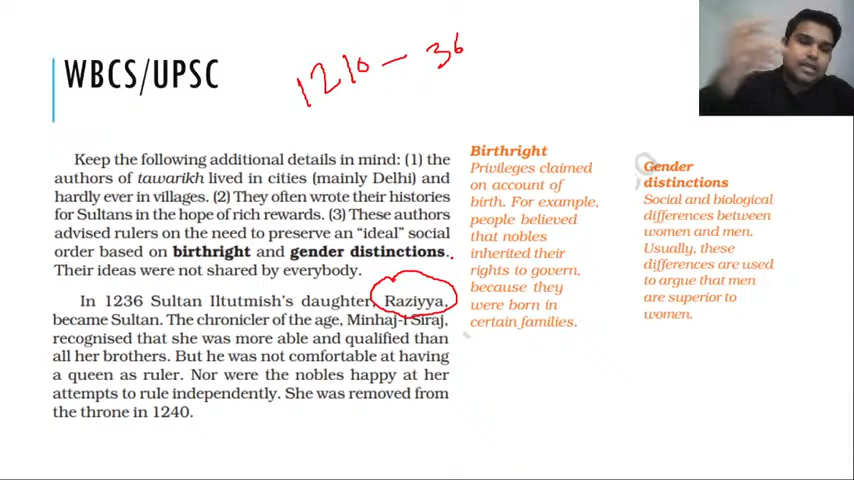 WBCS/UPSC
1210 - 36
Keep the following additional details in mind: (1) the
authors of tawarikh lived in cities (mainly Delhi) and
hardly ever in villages. (2) They often wrote their histories
for Sultans in the hope of rich rewards. (3) These authors
advised rulers on the need to preserve an “ideal” social
order based on birthright and gender distinctions.
Their ideas were not shared by everybody.
In 1236 Sultan Iltutmish's daughter, Raziyya,
became Sultan. The chronicler of the age, Minhaj-i Siraj,
recognised that she was more able and qualified than
all her brothers. But he was not comfortable at having
a queen as ruler. Nor were the nobles happy at her
attempts to rule independently. She was removed from
the throne in 1240.
Birthright
Privileges claimed
on account of
birth. For example,
people believed
that nobles
inherited their
rights to govern,
because they
were born in
certain families.
Gender
distinctions
Social and biological
differences between
women and men.
Usually, these
differences are used
to argue that men
are superior to
women.